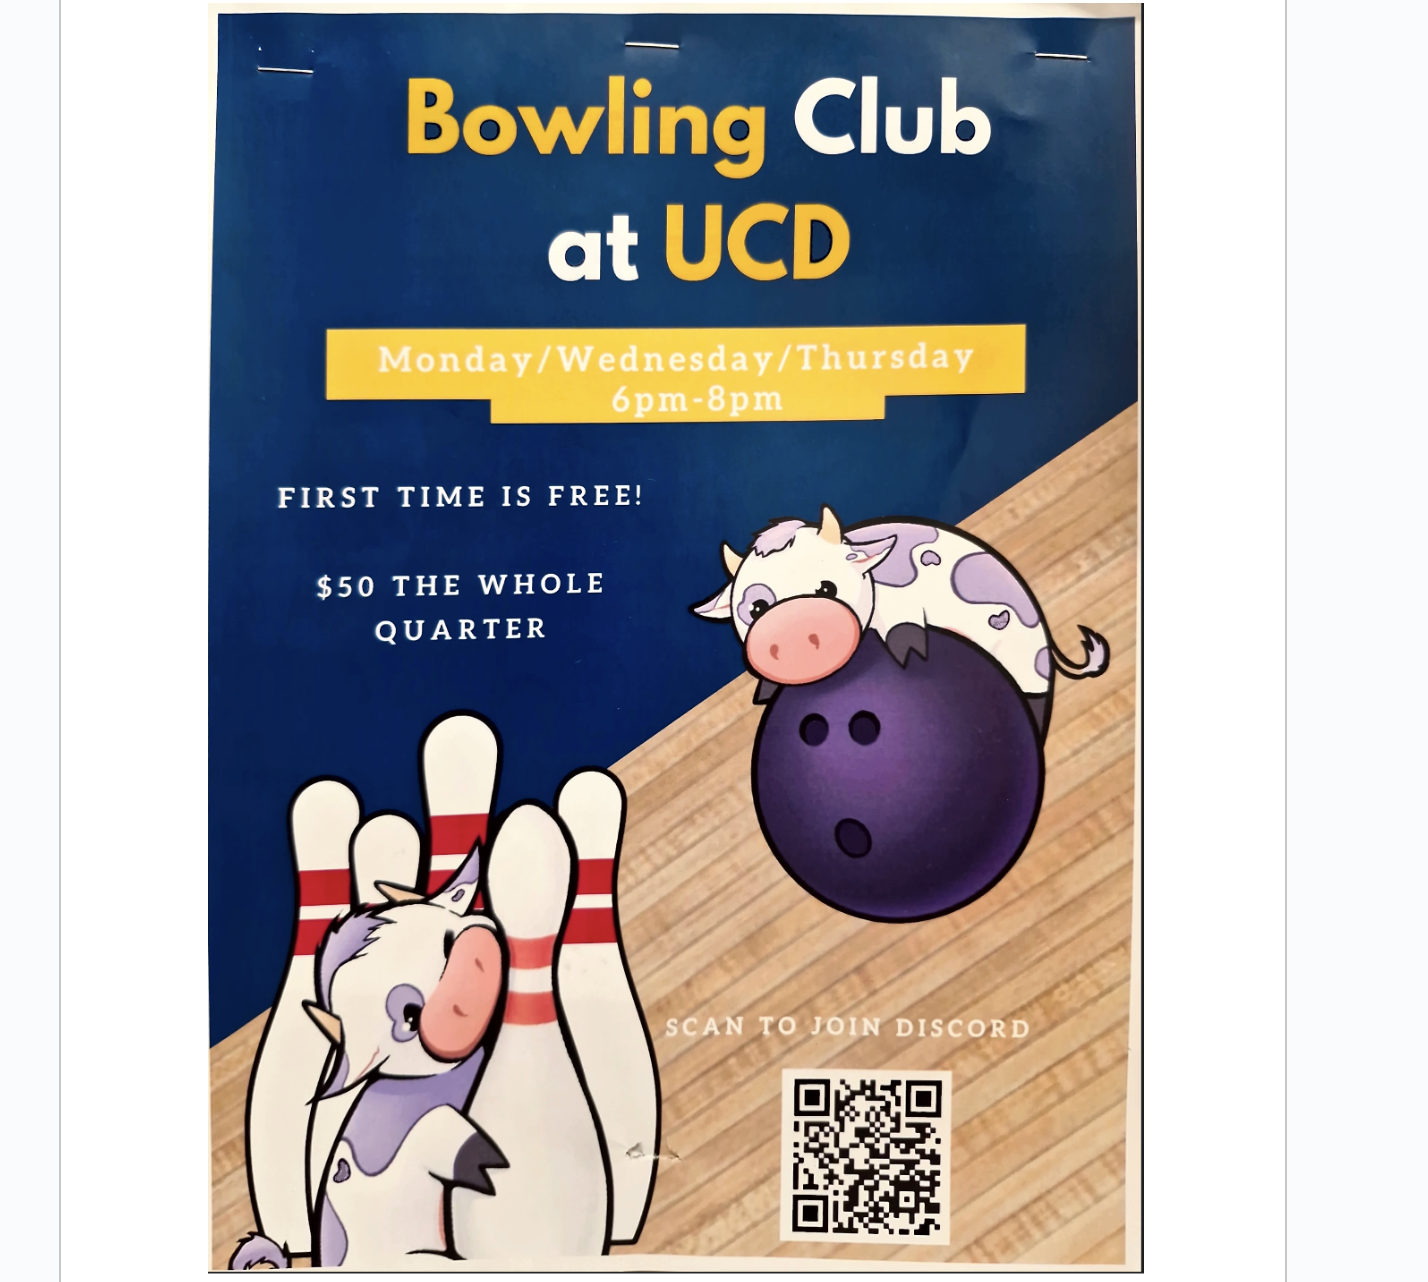 Bowling Club
at UCD
Monday/Wednesday/Thursday
6pm-8pm
FIRST TIME IS FREE!
$50 THE WHOLE
QUARTER
SCAN TO JOIN DISCORD